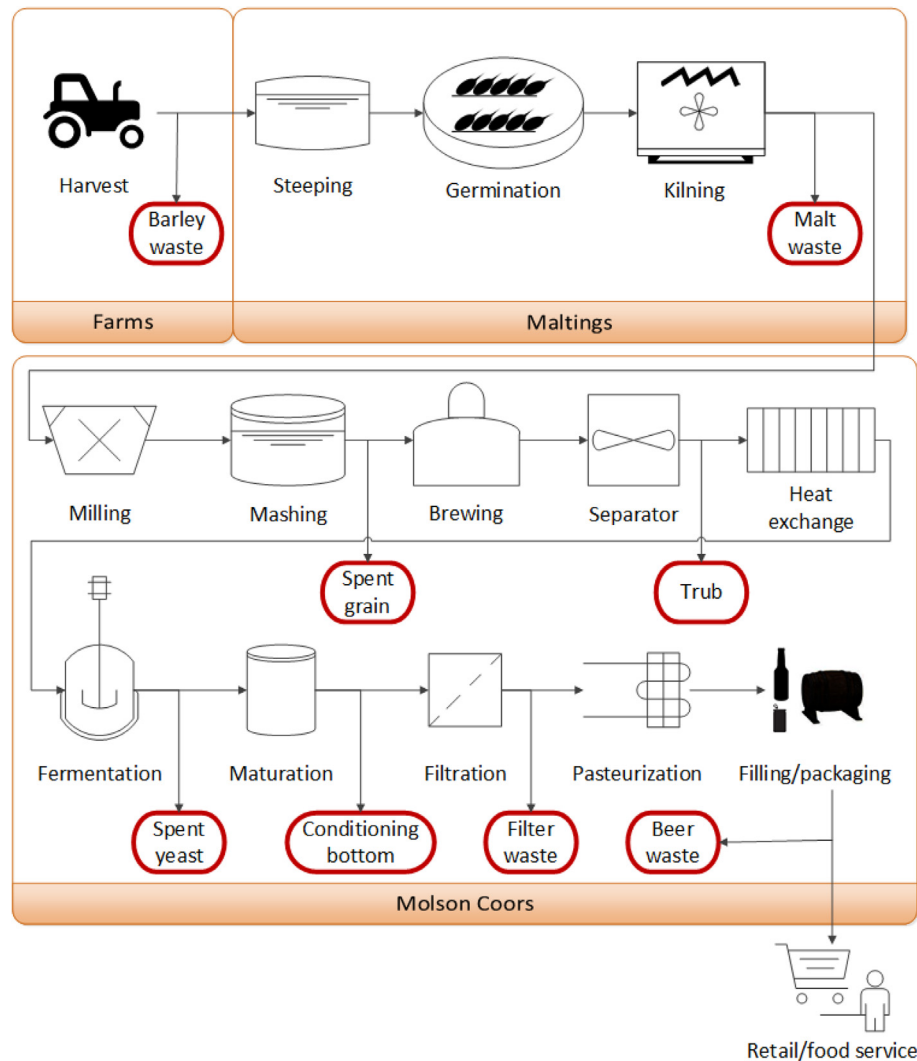 Harvest
Steeping
Germination
Kilning
Barley
waste
Malt
waste
Farms
Maltings
Milling
Mashing
Brewing
Separator
Heat
exchange
Spent
grain
Trub
Fermentation
Maturation
Filtration
Pasteurization
Filling/packaging
Spent
yeast
Conditioning
bottom
Filter
waste
Beer
waste
Molson Coors
Retail/food service